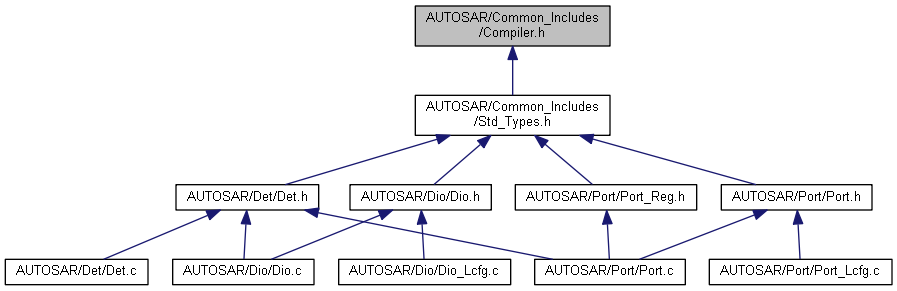 AUTOSAR/Common_Includes
/Compiler.h
AUTOSAR/Common_Includes
/Std_Types.h
AUTOSAR/Det/Det.h
AUTOSAR/Dio/Dio.h
AUTOSAR/Port/Port_Reg.h
AUTOSAR/Port/Port.h
AUTOSAR/Det/Det.c
AUTOSAR/Dio/Dio.c
AUTOSAR/Dio/Dio_Lcfg.c
AUTOSAR/Port/Port.c
AUTOSAR/Port/Port_Lcfg.c